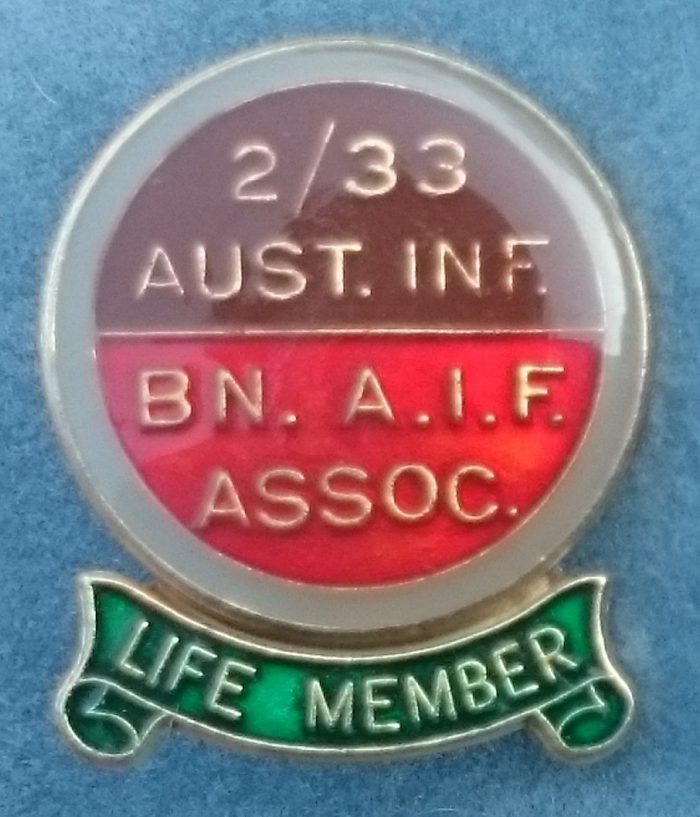 2/33
AUST. INF.
BN. A.I.F.
ASSOC.
LIFE MEMBER